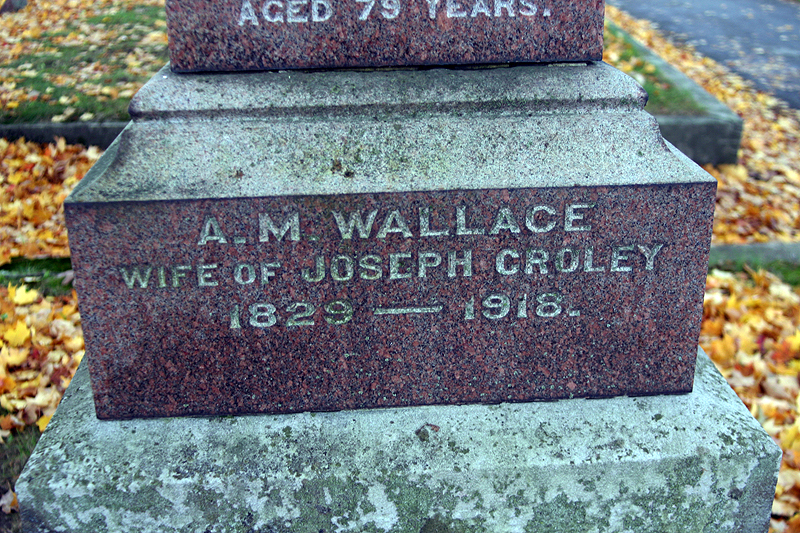 AGED 79 YEARS.
A. M. WALLACE
WIFE OF JOSEPH CROLEY
1829 — 1918.